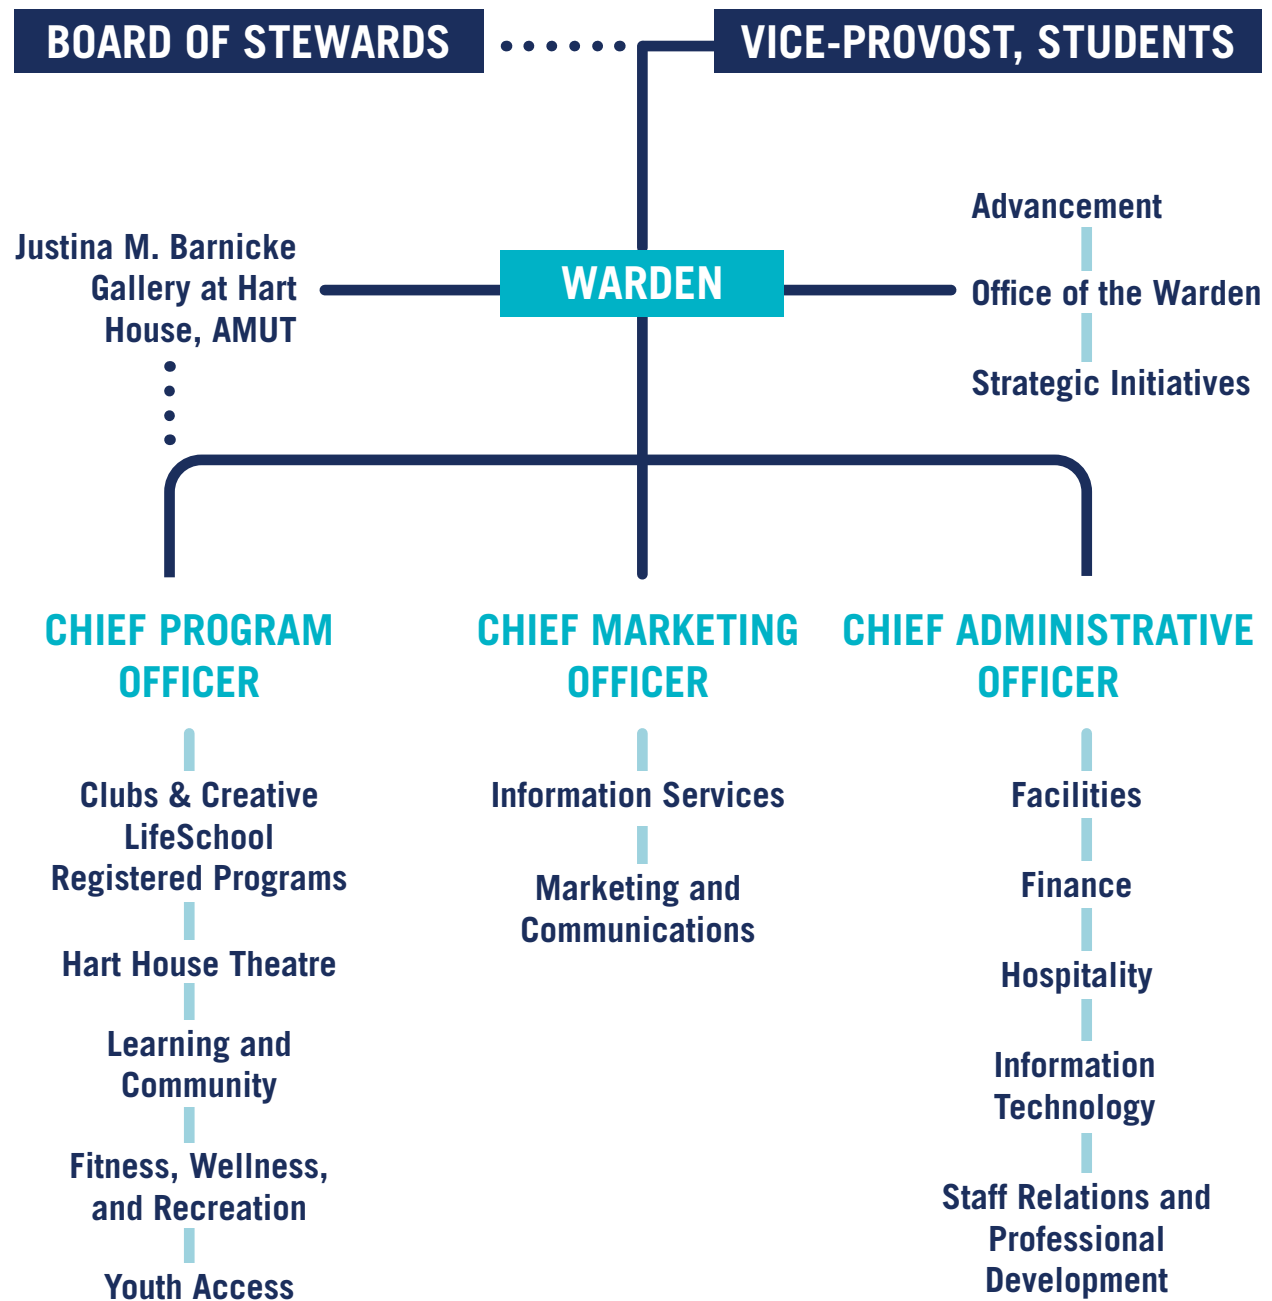 BOARD OF STEWARDS
VICE-PROVOST, STUDENTS
Justina M. Barnicke
Gallery at Hart
House, AMUT
WARDEN
Advancement
Office of the Warden
Strategic Initiatives
CHIEF PROGRAM
OFFICER
Clubs & Creative
LifeSchool
Registered Programs
Hart House Theatre
Learning and
Community
Fitness, Wellness,
and Recreation
Youth Access
CHIEF MARKETING
OFFICER
Information Services
Marketing and
Communications
CHIEF ADMINISTRATIVE
OFFICER
Facilities
Finance
Hospitality
Information
Technology
Staff Relations and
Professional
Development